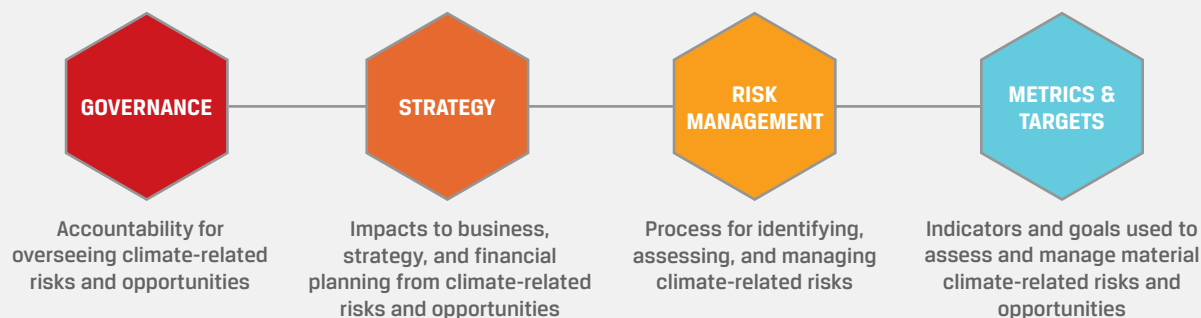 GOVERNANCE
Accountability for
overseeing climate-related
risks and opportunities
STRATEGY
Impacts to business,
strategy, and financial
planning from climate-related
risks and opportunities
RISK
MANAGEMENT
Process for identifying,
assessing, and managing
climate-related risks
METRICS &
TARGETS
Indicators and goals used to
assess and manage material
climate-related risks and
opportunities